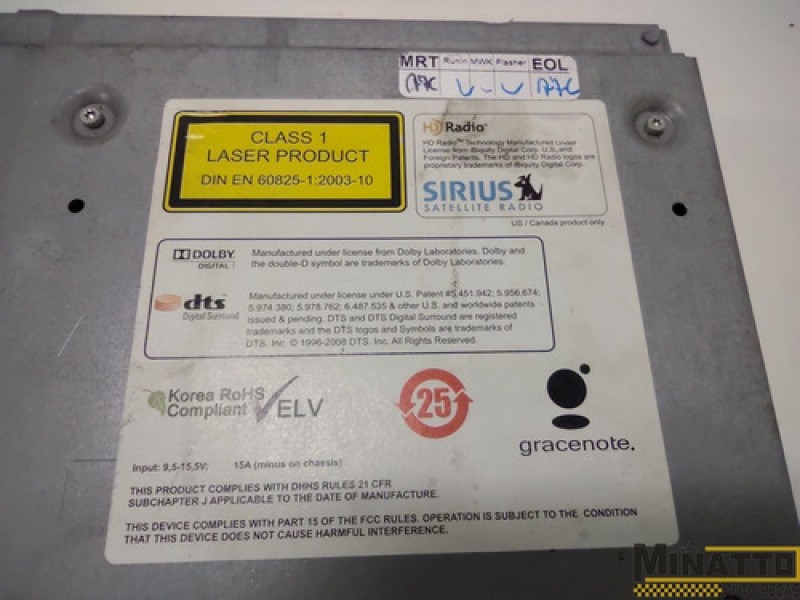 MRT Runin MWK Flasher EOL
CLASS 1
LASER PRODUCT
DIN EN 60825-1:2003-10
HD Radio
HD Radio™ Technology Manufactured Under
License from iBiquity Digital Corp. U.S. and
Foreign Patents. The HD and HD Radio logos are
proprietary trademarks of iBiquity Digital Corp.
SIRIUS
SATELLITE RADIO
US / Canada product only
DOLBY
DIGITAL
Manufactured under license from Dolby Laboratories. Dolby and
the double-D symbol are trademarks of Dolby Laboratories.
dts
Digital Surround
Manufactured under license under U.S. Patent #5.451.942; 5.956.674;
5.974.380; 5.978.762; 6.487.535 & other U.S. and worldwide patents
issued & pending. DTS and DTS Digital Surround are registered
trademarks and the DTS logos and Symbols are trademarks of
DTS, Inc. © 1996-2008 DTS, Inc. All Rights Reserved.
Korea RoHS
Compliant
ELV
25
gracenote.
Input: 9,5-15,5V; 15A (minus on chassis)
THIS PRODUCT COMPLIES WITH DHHS RULES 21 CFR
SUBCHAPTER J APPLICABLE TO THE DATE OF MANUFACTURE.
THIS DEVICE COMPLIES WITH PART 15 OF THE FCC RULES. OPERATION IS SUBJECT TO THE CONDITION
THAT THIS DEVICE DOES NOT CAUSE HARMFUL INTERFERENCE.
MINATTO